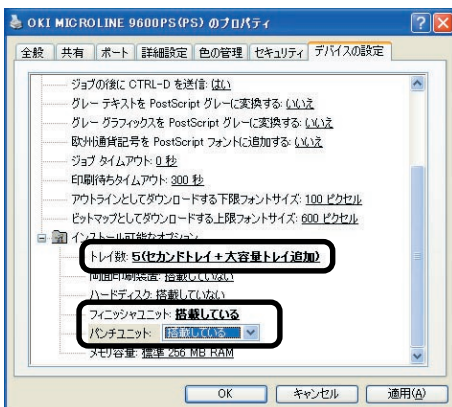 OKI MICROLINE 9600PS(PS) のプロパティ
全般 共有 ポート 詳細設定 色の管理 セキュリティ デバイスの設定
ジョブの後に CTRL-D を送信: はい
グレー テキストを PostScript グレーに変換する: いいえ
グレー グラフィックスを PostScript グレーに変換する: いいえ
欧州通貨記号を PostScript フォントに追加する: いいえ
ジョブ タイムアウト: 0 秒
印刷待ちタイムアウト: 300 秒
アウトラインとしてダウンロードする下限フォントサイズ: 100 ピクセル
ビットマップとしてダウンロードする上限フォントサイズ: 600 ピクセル
インストール可能なオプション
トレイ数: 5(セカンドトレイ + 大容量トレイ追加)
両面印刷装置: 搭載していない
ハードディスク: 搭載していない
フィニッシャユニット: 搭載している
パンチユニット: 搭載している
メモリ容量: 標準 256 MB RAM
OK キャンセル 適用(A)